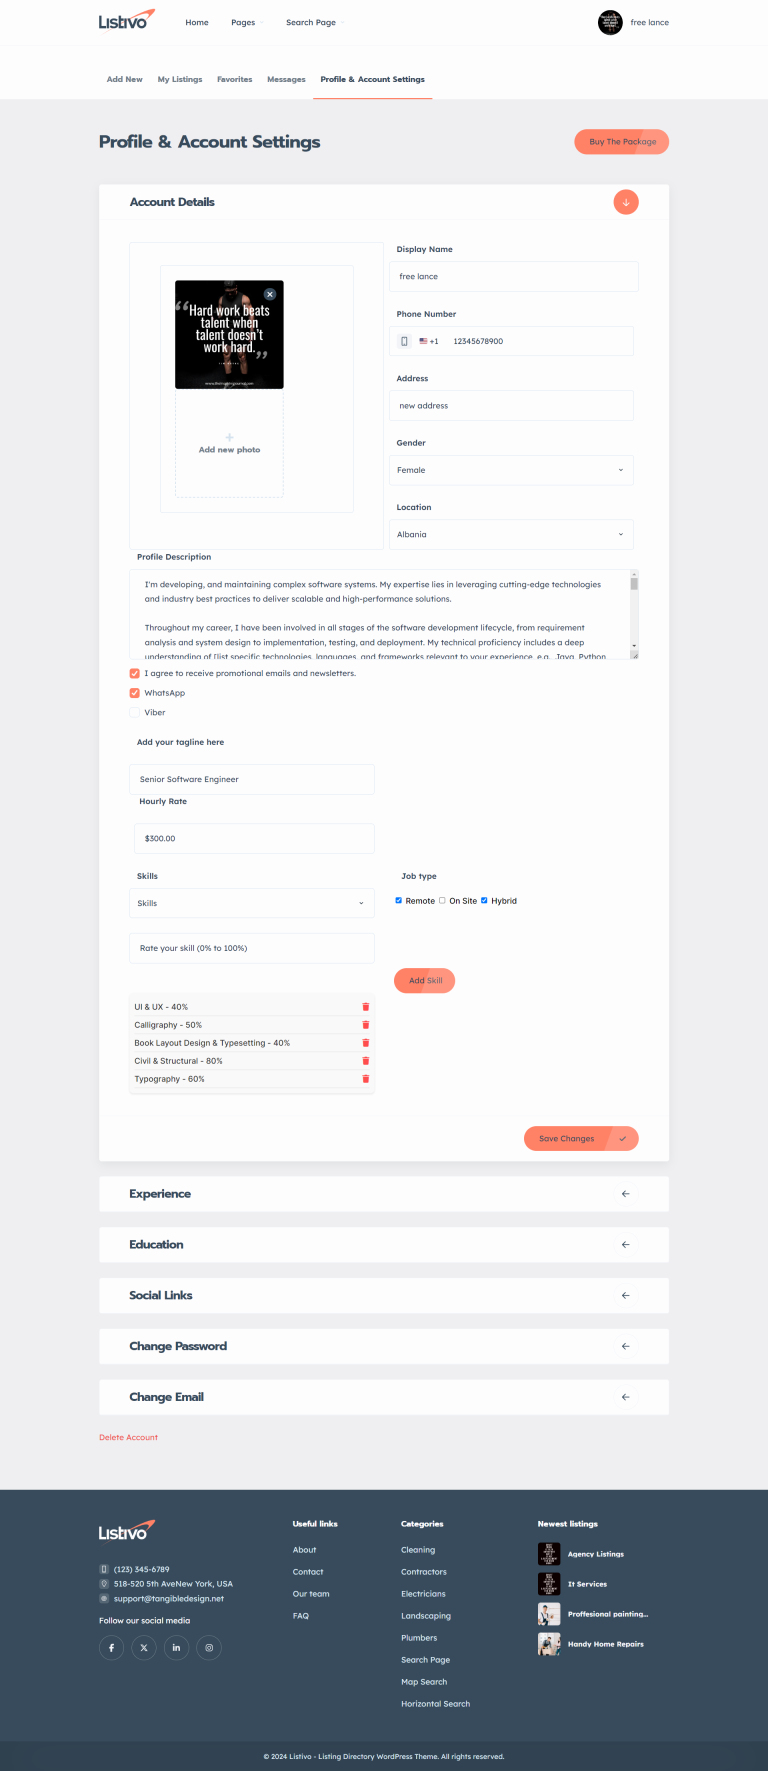 Listivo
Home
Pages
Search Page
free lance
Add New
My Listings
Favorites
Messages
Profile & Account Settings
Profile & Account Settings
Buy The Package
Account Details
Hard work beats
talent when
talent doesn't
work hard.
Add new photo
Display Name
free lance
Phone Number
+1
12345678900
Address
new address
Gender
Female
Location
Albania
Profile Description
I'm developing, and maintaining complex software systems. My expertise lies in leveraging cutting-edge technologies
and industry best practices to deliver scalable and high-performance solutions.
Throughout my career, I have been involved in all stages of the software development lifecycle, from requirement
analysis and system design to implementation, testing, and deployment. My technical proficiency includes a deep
understanding of [list specific technologies, languages, and frameworks relevant to your experience, e.g., Java, Python,
I agree to receive promotional emails and newsletters.
WhatsApp
Viber
Add your tagline here
Senior Software Engineer
Hourly Rate
$300.00
Skills
Job type
Skills
Remote
On Site
Hybrid
Rate your skill (0% to 100%)
Add Skill
UI & UX - 40%
Calligraphy - 50%
Book Layout Design & Typesetting - 40%
Civil & Structural - 80%
Typography - 60%
Save Changes
Experience
Education
Social Links
Change Password
Change Email
Delete Account
Listivo
(123) 345-6789
518-520 5th AveNew York, USA
support@tangibledesign.net
Follow our social media
Useful links
About
Contact
Our team
FAQ
Categories
Cleaning
Contractors
Electricians
Landscaping
Plumbers
Search Page
Map Search
Horizontal Search
Newest listings
Agency Listings
It Services
Proffesional painting...
Handy Home Repairs
© 2024 Listivo - Listing Directory WordPress Theme. All rights reserved.